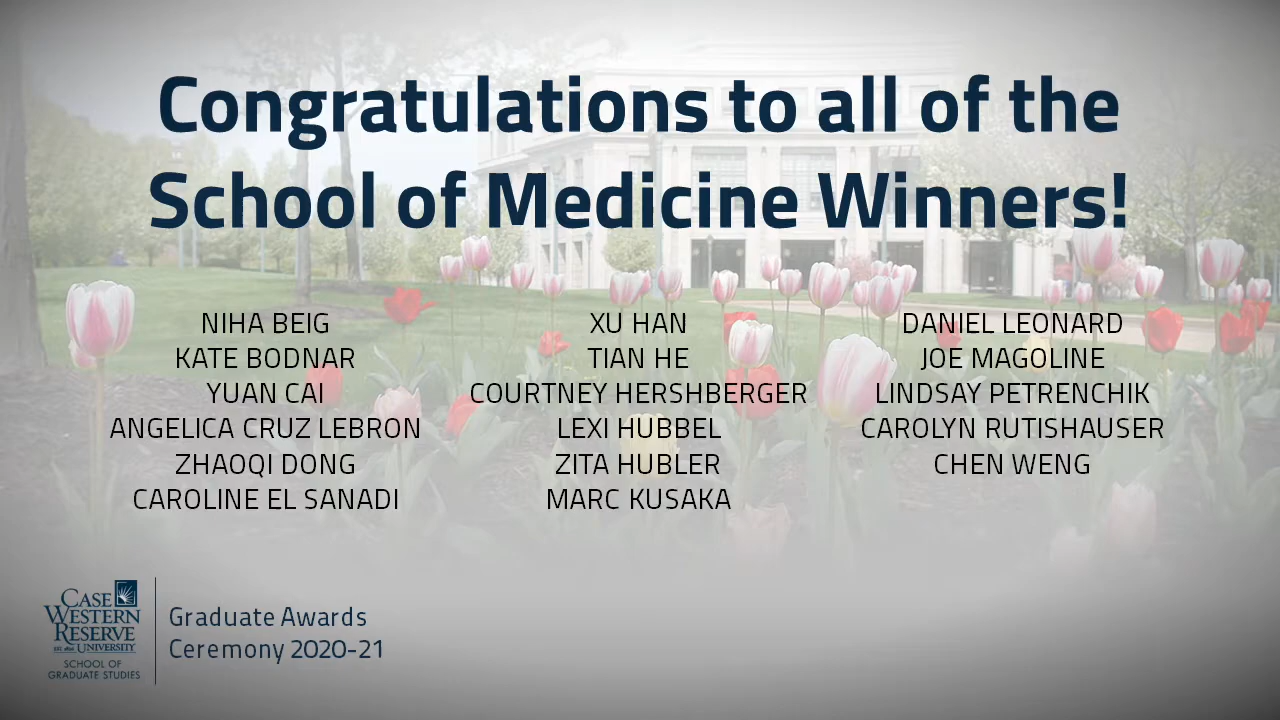 Congratulations to all of the
School of Medicine Winners!
NIHA BEIG
KATE BODNAR
YUAN CAI
ANGELICA CRUZ LEBRON
ZHAOQI DONG
CAROLINE EL SANADI
XU HAN
TIAN HE
COURTNEY HERSHBERGER
LEXI HUBBEL
ZITA HUBLER
MARC KUSAKA
DANIEL LEONARD
JOE MAGOLINE
LINDSAY PETRENCHIK
CAROLYN RUTISHAUSER
CHEN WENG
CASE
WESTERN
RESERVE
UNIVERSITY
SCHOOL OF
GRADUATE STUDIES
Graduate Awards
Ceremony 2020-21